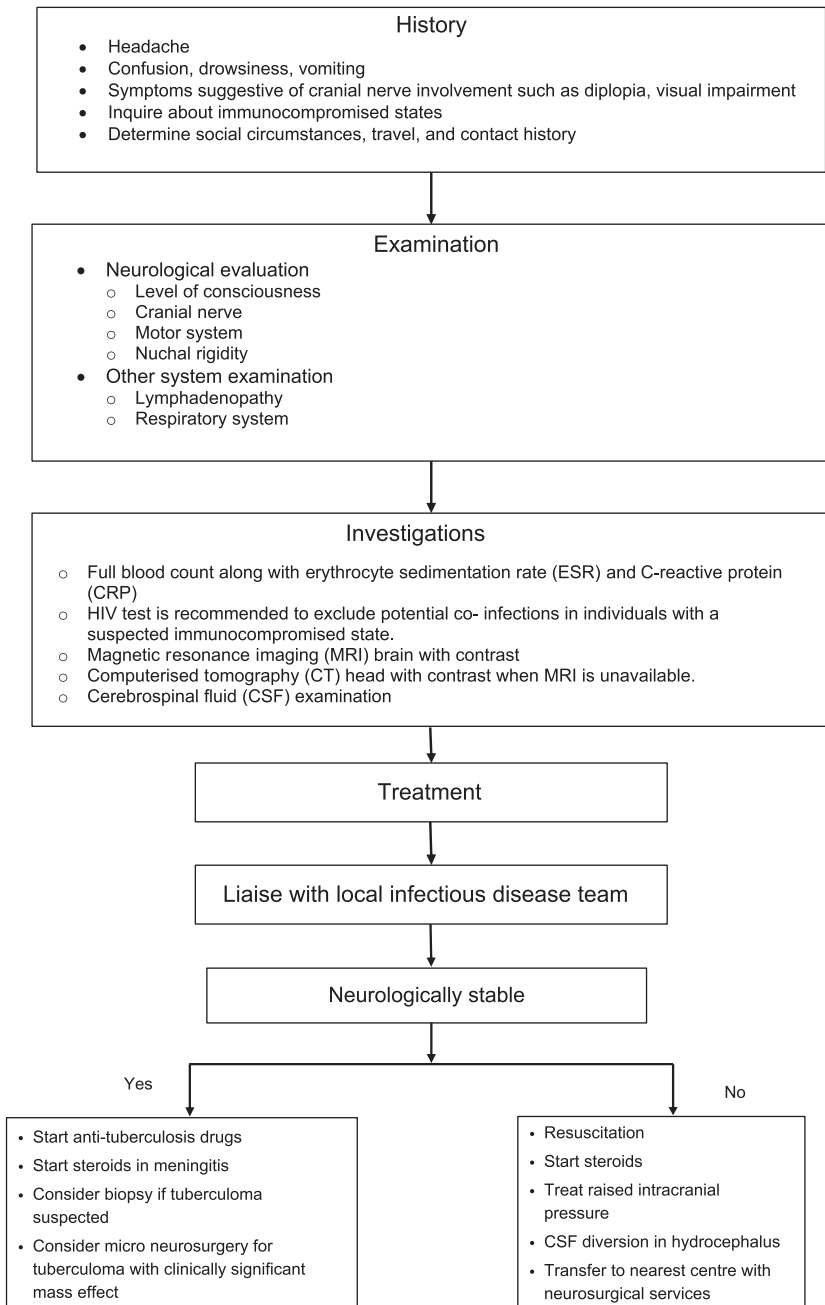 History
• Headache
• Confusion, drowsiness, vomiting
• Symptoms suggestive of cranial nerve involvement such as diplopia, visual impairment
• Inquire about immunocompromised states
• Determine social circumstances, travel, and contact history
Examination
• Neurological evaluation
o Level of consciousness
o Cranial nerve
o Motor system
o Nuchal rigidity
• Other system examination
o Lymphadenopathy
o Respiratory system
Investigations
o Full blood count along with erythrocyte sedimentation rate (ESR) and C-reactive protein
(CRP)
o HIV test is recommended to exclude potential co- infections in individuals with a
suspected immunocompromised state.
o Magnetic resonance imaging (MRI) brain with contrast
o Computerised tomography (CT) head with contrast when MRI is unavailable.
o Cerebrospinal fluid (CSF) examination
Treatment
Liaise with local infectious disease team
Neurologically stable
Yes
• Start anti-tuberculosis drugs
• Start steroids in meningitis
• Consider biopsy if tuberculoma
suspected
• Consider micro neurosurgery for
tuberculoma with clinically significant
mass effect
No
• Resuscitation
• Start steroids
• Treat raised intracranial
pressure
• CSF diversion in hydrocephalus
• Transfer to nearest centre with
neurosurgical services